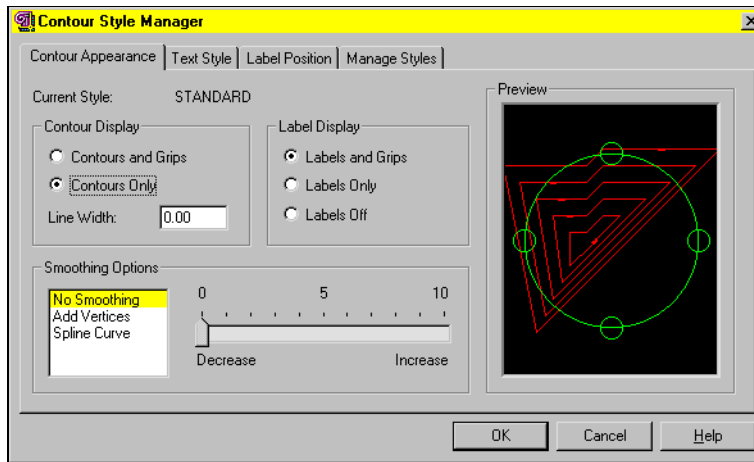 Contour Style Manager
Contour Appearance Text Style Label Position Manage Styles
Current Style: STANDARD
Contour Display
Contours and Grips
Contours Only
Line Width: 0.00
Label Display
Labels and Grips
Labels Only
Labels Off
Smoothing Options
No Smoothing
Add Vertices
Spline Curve
0 5 10
Decrease Increase
Preview
OK Cancel Help